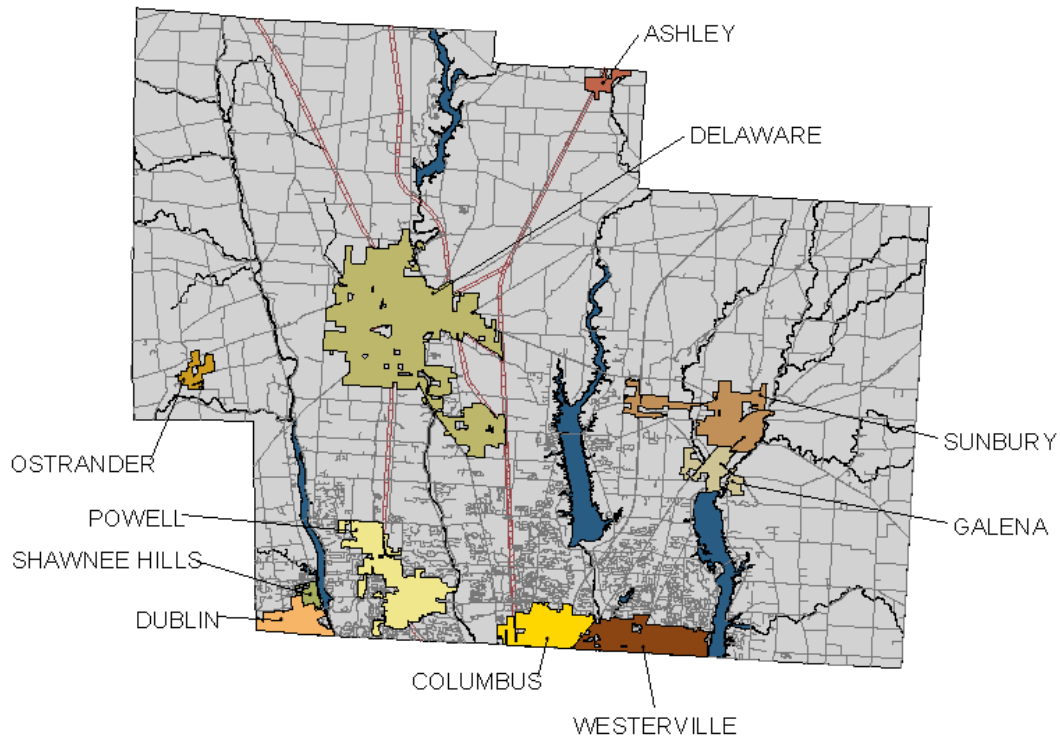 ASHLEY
DELAWARE
SUNBURY
OSTRANDER
GALENA
POWELL
SHAWNEE HILLS
DUBLIN
COLUMBUS
WESTERVILLE